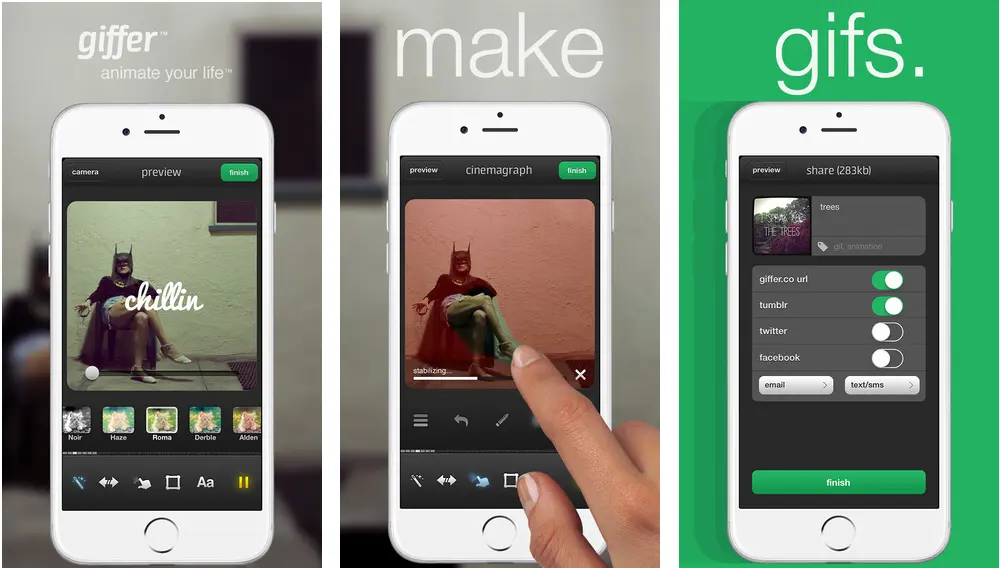 giffer™
animate your life™
camera preview finish
chillin
Noir Haze Roma Derble Alden
Aa
make
preview cinemagraph finish
stabilizing...
gifs.
preview share (283kb)
trees
I SPEAK FOR
THE TREES
gif, animation
giffer.co url
tumblr
twitter
facebook
email text/sms
finish